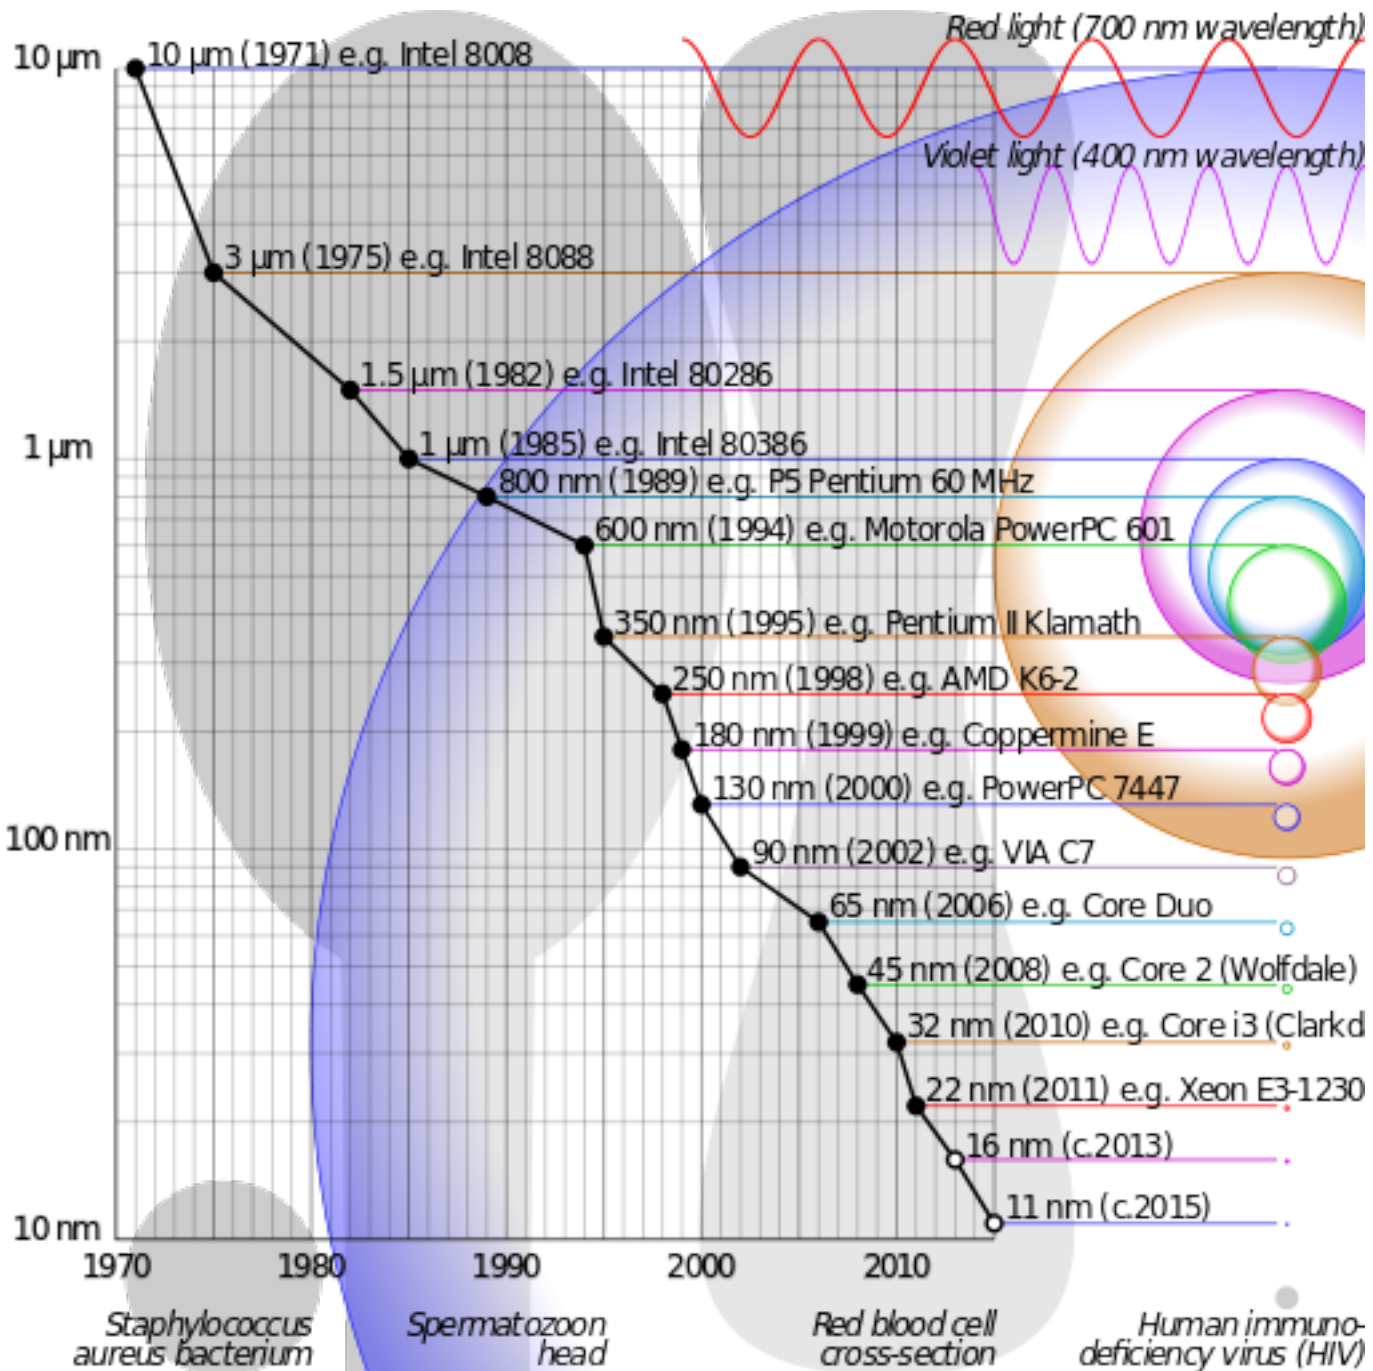 Red light (700 nm wavelength)
10 µm
10 µm (1971) e.g. Intel 8008
Violet light (400 nm wavelength)
3 µm (1975) e.g. Intel 8088
1.5 µm (1982) e.g. Intel 80286
1 µm
1 µm (1985) e.g. Intel 80386
800 nm (1989) e.g. P5 Pentium 60 MHz
600 nm (1994) e.g. Motorola PowerPC 601
350 nm (1995) e.g. Pentium II Klamath
250 nm (1998) e.g. AMD K6-2
180 nm (1999) e.g. Coppermine E
130 nm (2000) e.g. PowerPC 7447
100 nm
90 nm (2002) e.g. VIA C7
65 nm (2006) e.g. Core Duo
45 nm (2008) e.g. Core 2 (Wolfdale)
32 nm (2010) e.g. Core i3 (Clarkd
22 nm (2011) e.g. Xeon E3-1230
16 nm (c.2013)
11 nm (c.2015)
10 nm
1970 1980 1990 2000 2010
Staphylococcus
aureus bacterium
Spermatozoon
head
Red blood cell
cross-section
Human immuno-
deficiency virus (HIV)